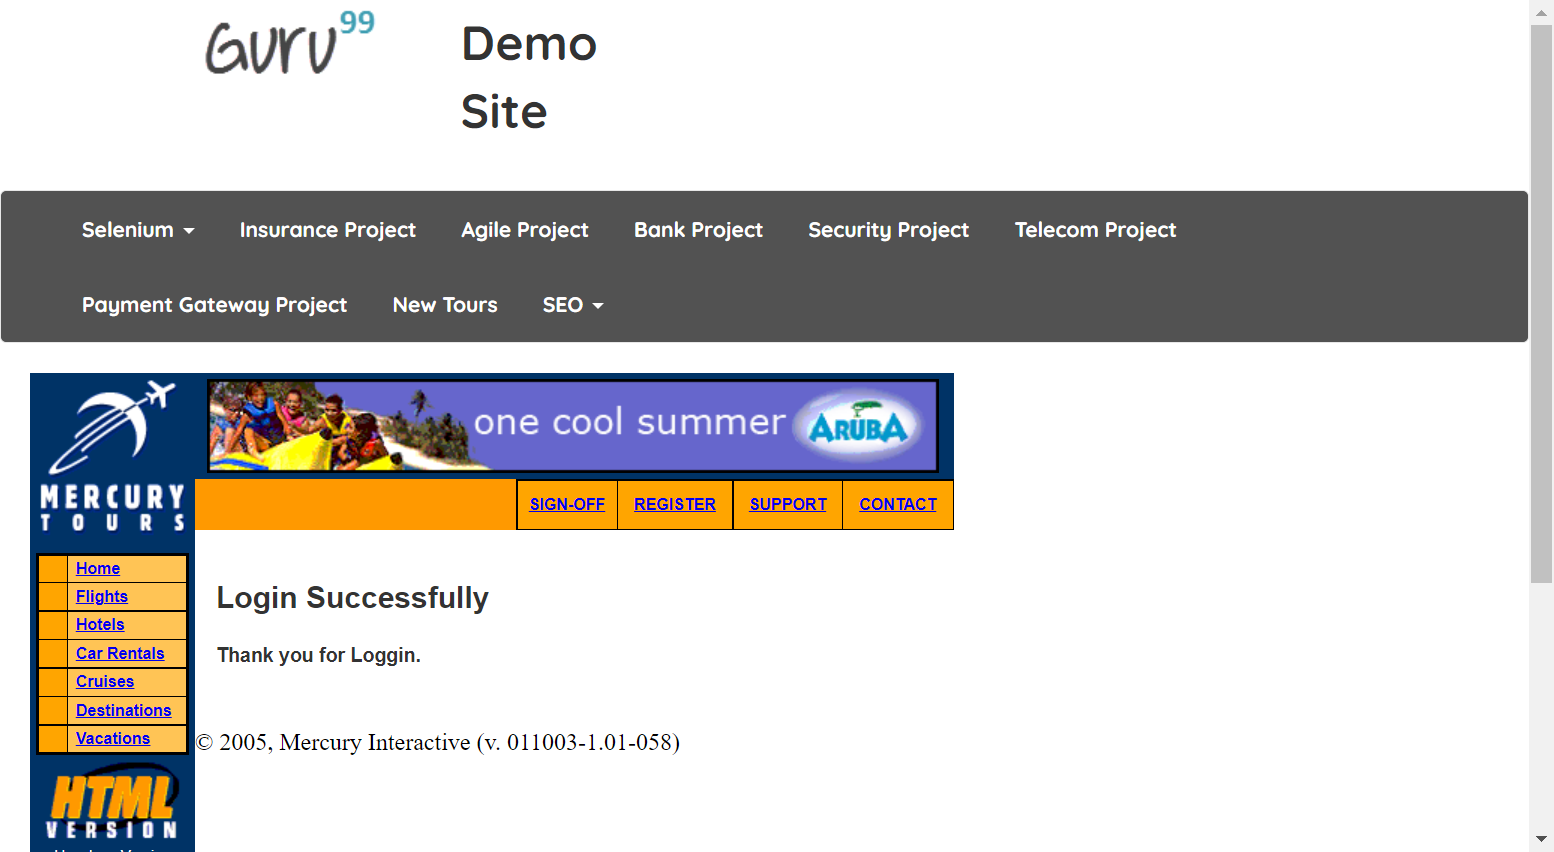 Guru99
Demo
Site
Selenium
Insurance Project
Agile Project
Bank Project
Security Project
Telecom Project
Payment Gateway Project
New Tours
SEO
MERCURY
TOURS
one cool summer
ARUBA
SIGN-OFF
REGISTER
SUPPORT
CONTACT
Home
Flights
Hotels
Car Rentals
Cruises
Destinations
Vacations
Login Successfully
Thank you for Loggin.
© 2005, Mercury Interactive (v. 011003-1.01-058)
HTML
VERSION